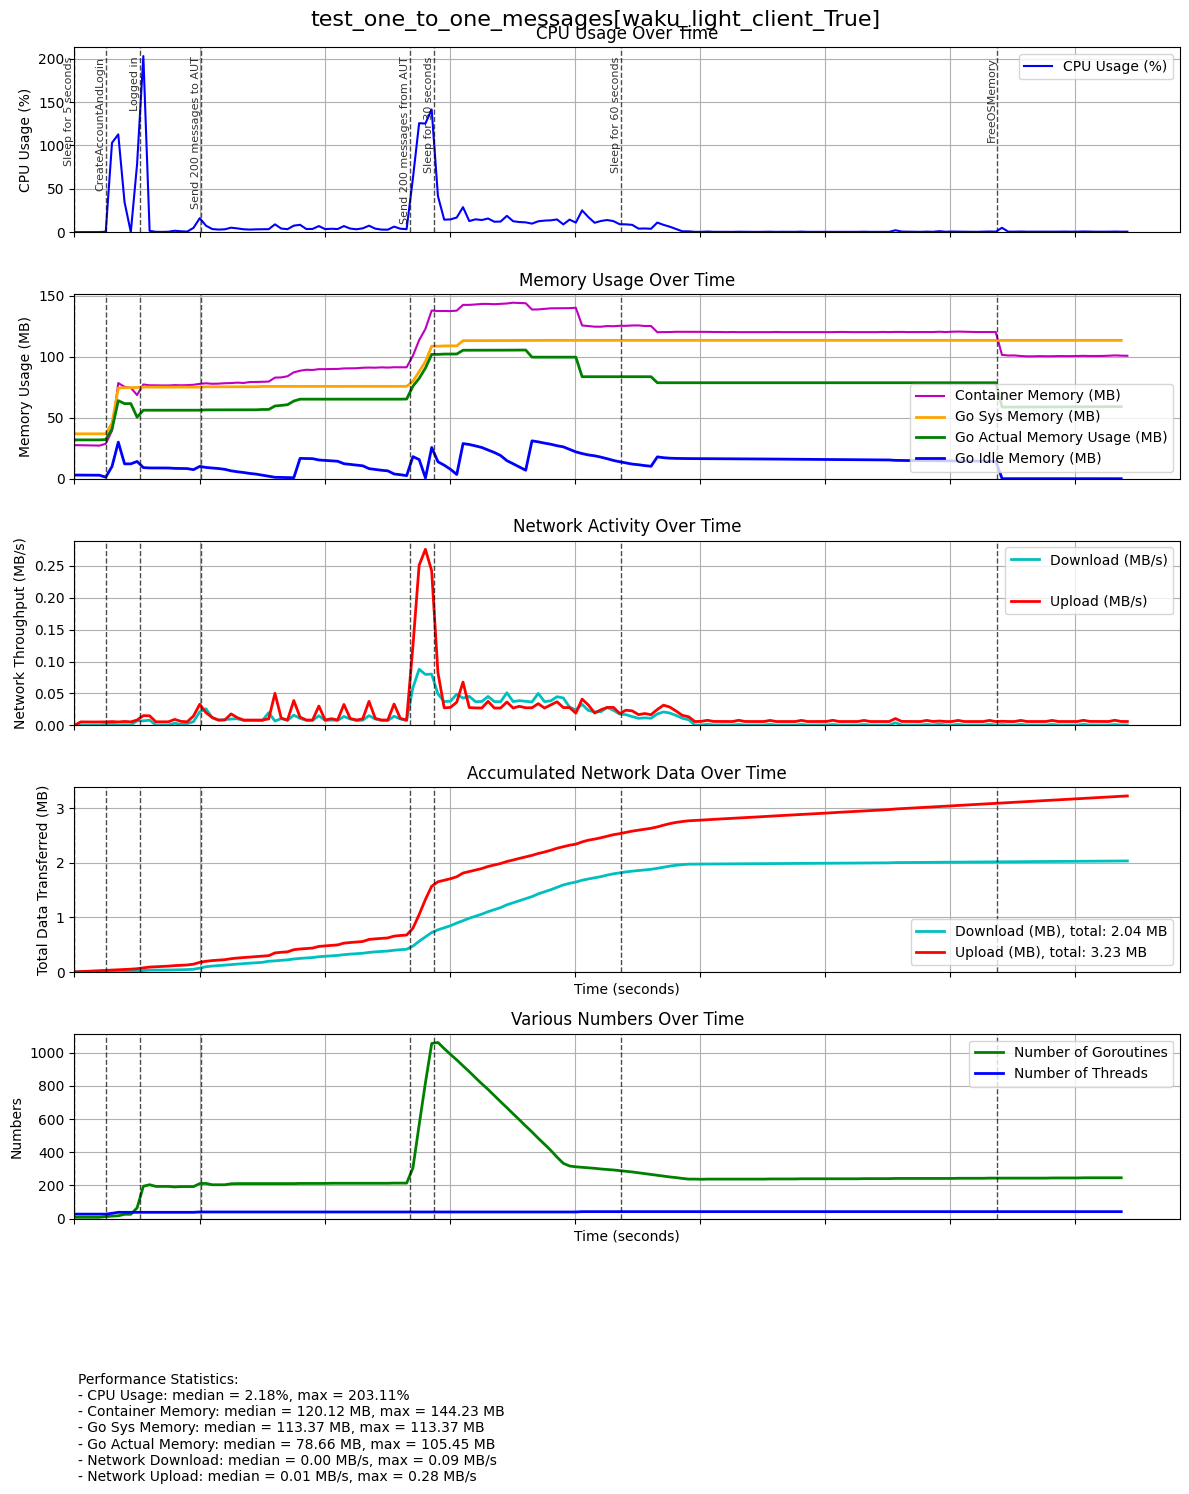 test_one_to_one_messages[waku_light_client_True]
CPU Usage Over Time
CPU Usage (%)
200
150
100
50
0
Sleep for 5 seconds
CreateAccountAndLogin
Logged in
Send 200 messages to AUT
Send 200 messages from AUT
Sleep for 30 seconds
Sleep for 60 seconds
FreeOSMemory
CPU Usage (%)
Memory Usage Over Time
Memory Usage (MB)
150
100
50
0
Container Memory (MB)
Go Sys Memory (MB)
Go Actual Memory Usage (MB)
Go Idle Memory (MB)
Network Activity Over Time
Network Throughput (MB/s)
0.25
0.20
0.15
0.10
0.05
0.00
Download (MB/s)
Upload (MB/s)
Accumulated Network Data Over Time
Total Data Transferred (MB)
3
2
1
0
Download (MB), total: 2.04 MB
Upload (MB), total: 3.23 MB
Time (seconds)
Various Numbers Over Time
Numbers
1000
800
600
400
200
0
Number of Goroutines
Number of Threads
Time (seconds)
Performance Statistics:
- CPU Usage: median = 2.18%, max = 203.11%
- Container Memory: median = 120.12 MB, max = 144.23 MB
- Go Sys Memory: median = 113.37 MB, max = 113.37 MB
- Go Actual Memory: median = 78.66 MB, max = 105.45 MB
- Network Download: median = 0.00 MB/s, max = 0.09 MB/s
- Network Upload: median = 0.01 MB/s, max = 0.28 MB/s